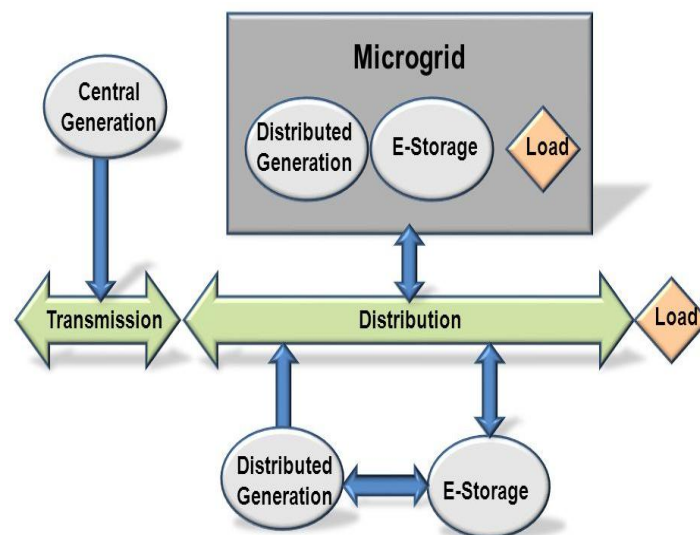 Microgrid
Central
Generation
Distributed
Generation
E-Storage
Load
Transmission
Distribution
Load
Distributed
Generation
E-Storage